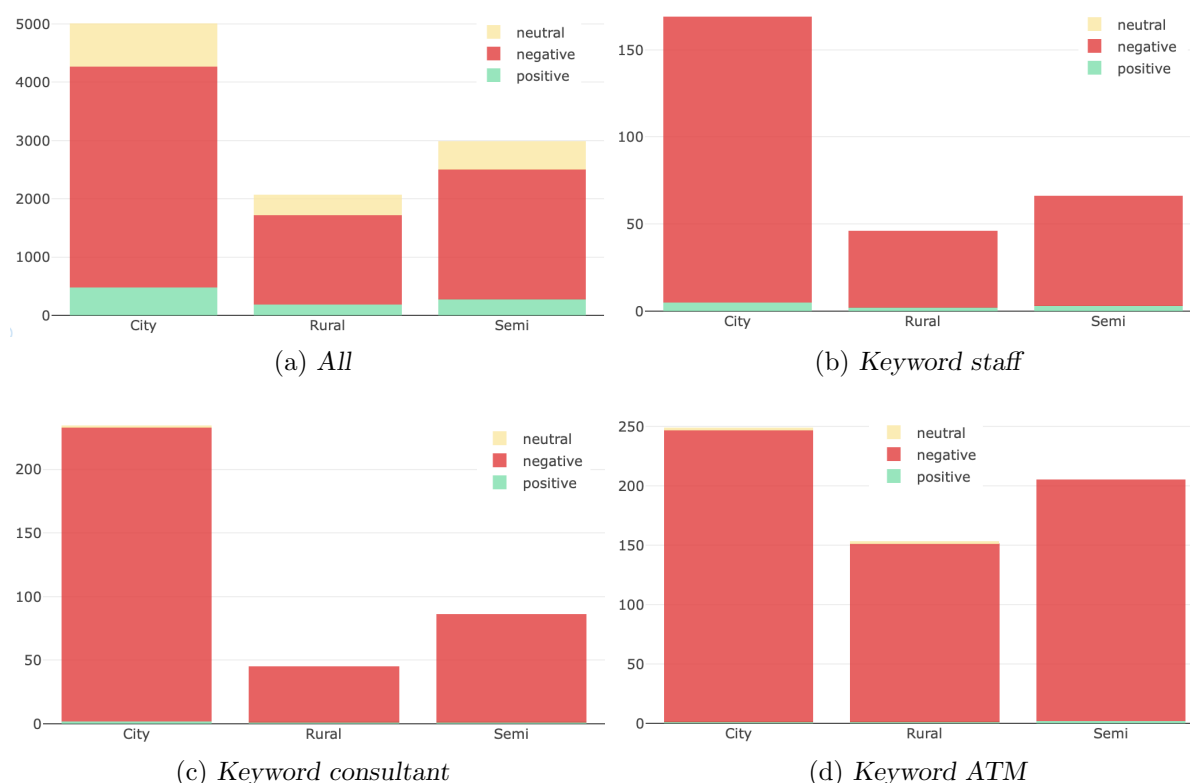 5000
4000
3000
2000
1000
0
neutral
negative
positive
City Rural Semi
(a) All
150
100
50
0
neutral
negative
positive
City Rural Semi
(b) Keyword staff
200
150
100
50
0
neutral
negative
positive
City Rural Semi
(c) Keyword consultant
250
200
150
100
50
0
neutral
negative
positive
City Rural Semi
(d) Keyword ATM